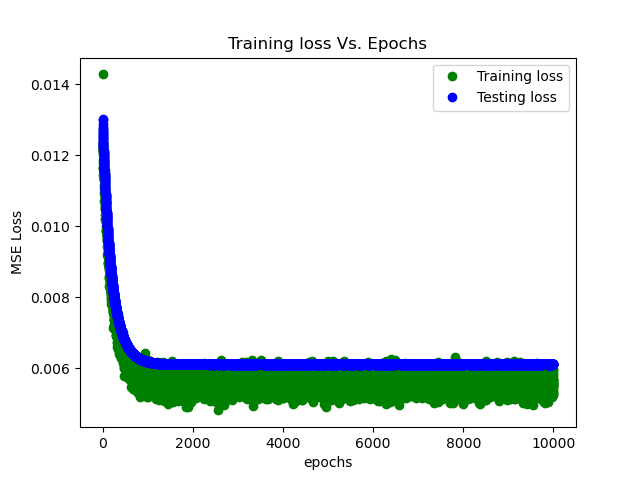 Training loss Vs. Epochs
Training loss
Testing loss
0.014
0.012
0.010
0.008
0.006
MSE Loss
0
2000
4000
6000
8000
10000
epochs